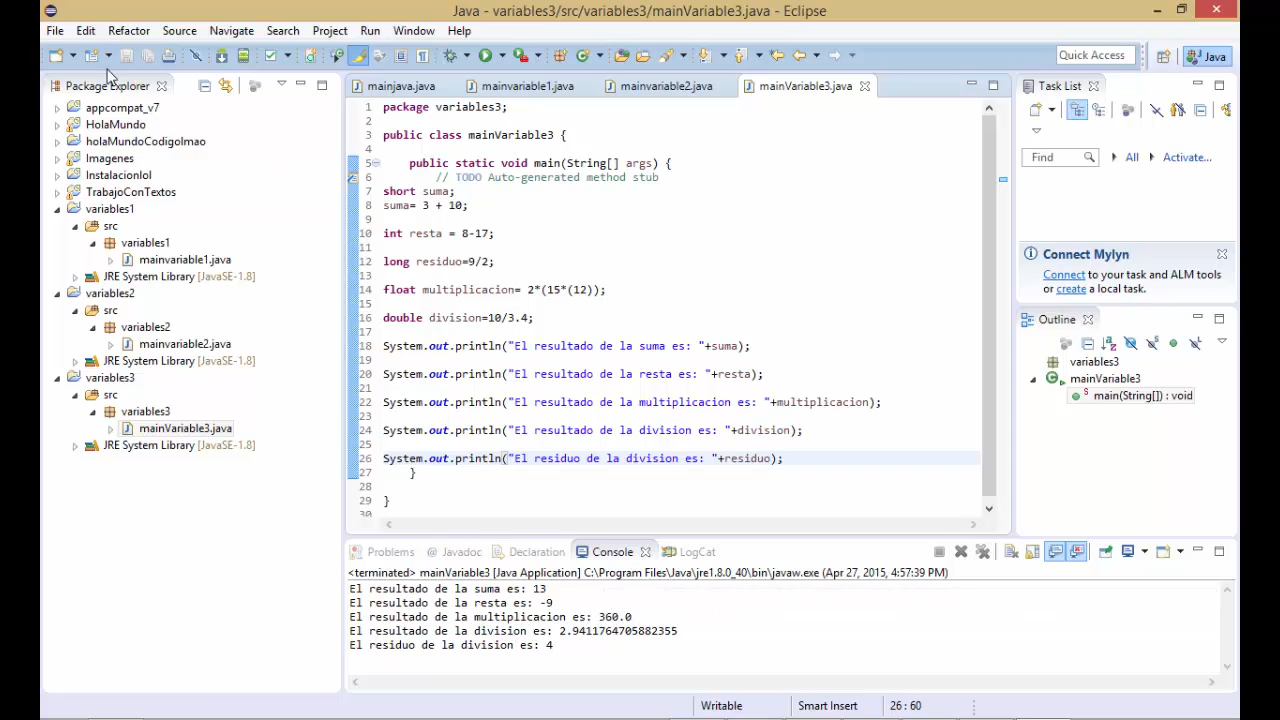 Java - variables3/src/variables3/mainVariable3.java - Eclipse
File Edit Refactor Source Navigate Search Project Run Window Help
Quick Access Java
Package Explorer
appcompat_v7
HolaMundo
holaMundoCodigoImao
Imagenes
InstalacionIol
TrabajoConTextos
variables1
src
variables1
mainvariable1.java
JRE System Library [JavaSE-1.8]
variables2
src
variables2
mainvariable2.java
JRE System Library [JavaSE-1.8]
variables3
src
variables3
mainVariable3.java
JRE System Library [JavaSE-1.8]
mainjava.java mainvariable1.java mainvariable2.java mainVariable3.java
1 package variables3;
2
3 public class mainVariable3 {
4
5 public static void main(String[] args) {
6 // TODO Auto-generated method stub
7 short suma;
8 suma= 3 + 10;
9
10 int resta = 8-17;
11
12 long residuo=9/2;
13
14 float multiplicacion= 2*(15*(12));
15
16 double division=10/3.4;
17
18 System.out.println("El resultado de la suma es: "+suma);
19
20 System.out.println("El resultado de la resta es: "+resta);
21
22 System.out.println("El resultado de la multiplicacion es: "+multiplicacion);
23
24 System.out.println("El resultado de la division es: "+division);
25
26 System.out.println("El residuo de la division es: "+residuo);
27 }
28
29 }
30
Task List
Find All Activate...
Connect Mylyn
Connect to your task and ALM tools
or create a local task.
Outline
variables3
mainVariable3
main(String[]) : void
Problems @ Javadoc Declaration Console LogCat
<terminated> mainVariable3 [Java Application] C:\Program Files\Java\jre1.8.0_40\bin\javaw.exe (Apr 27, 2015, 4:57:39 PM)
El resultado de la suma es: 13
El resultado de la resta es: -9
El resultado de la multiplicacion es: 360.0
El resultado de la division es: 2.9411764705882355
El residuo de la division es: 4
Writable Smart Insert 26 : 60